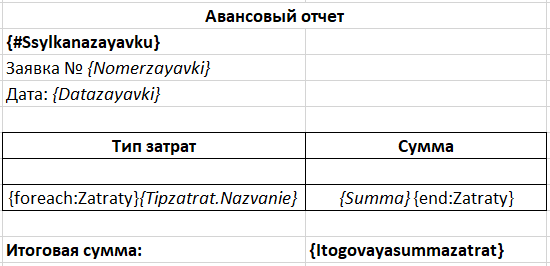 Авансовый отчет
{#Ssylkanazayavku}
Заявка № {Nomerzayavki}
Дата: {Datazayavki}
Тип затрат Сумма
{foreach:Zatraty}{Tipzatrat.Nazvanie} {Summa} {end:Zatraty}
Итоговая сумма: {Itogovayasummazatrat}